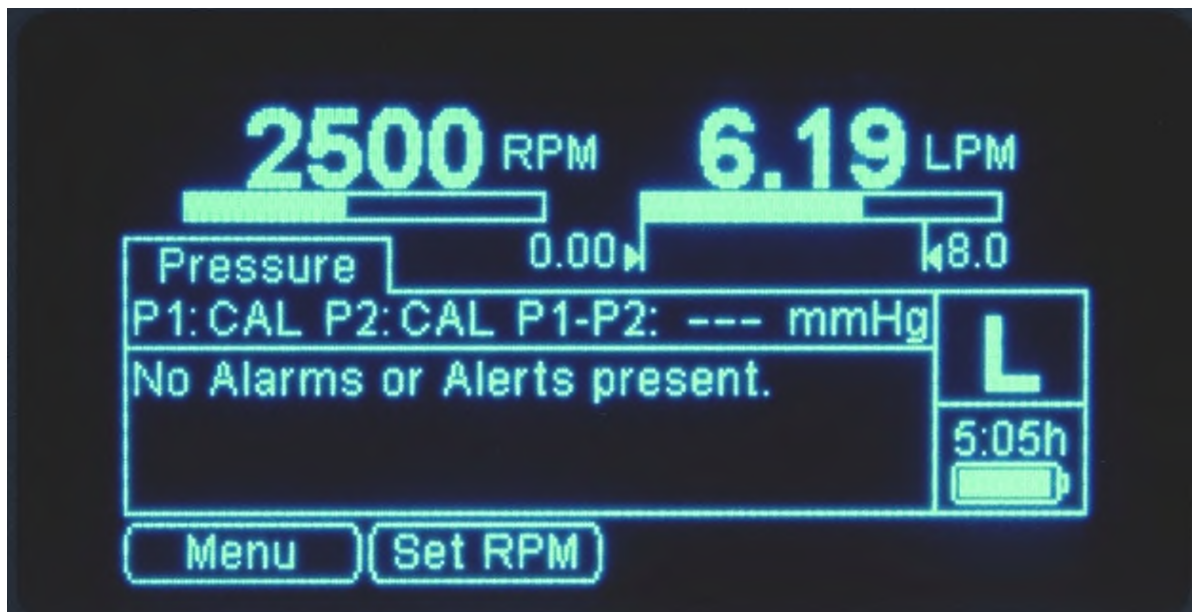 2500 RPM 6.19 LPM
0.00 8.0
Pressure
P1: CAL P2: CAL P1-P2: --- mmHg
L
No Alarms or Alerts present.
5:05h
Menu Set RPM